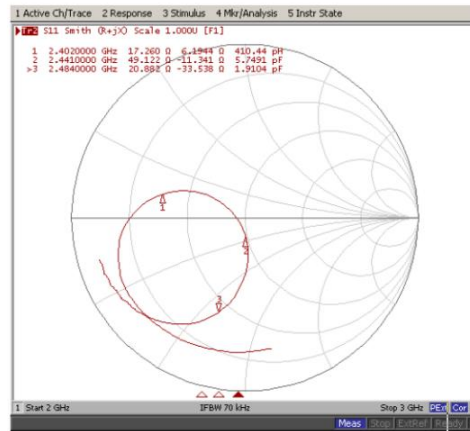 1 Active Ch/Trace 2 Response 3 Stimulus 4 Mkr/Analysis 5 Instr State
Tr2 S11 Smith (R+jX) Scale 1.000U [F1]
1 2.4020000 GHz 17.260 Ω 6.1944 Ω 410.44 pH
2 2.4410000 GHz 49.122 Ω -11.341 Ω 5.7491 pF
>3 2.4840000 GHz 20.882 Ω -33.538 Ω 1.9104 pF
1
2
3
1 Start 2 GHz IFBW 70 kHz Stop 3 GHz PExt Cor
Meas Stop ExtRef Ready